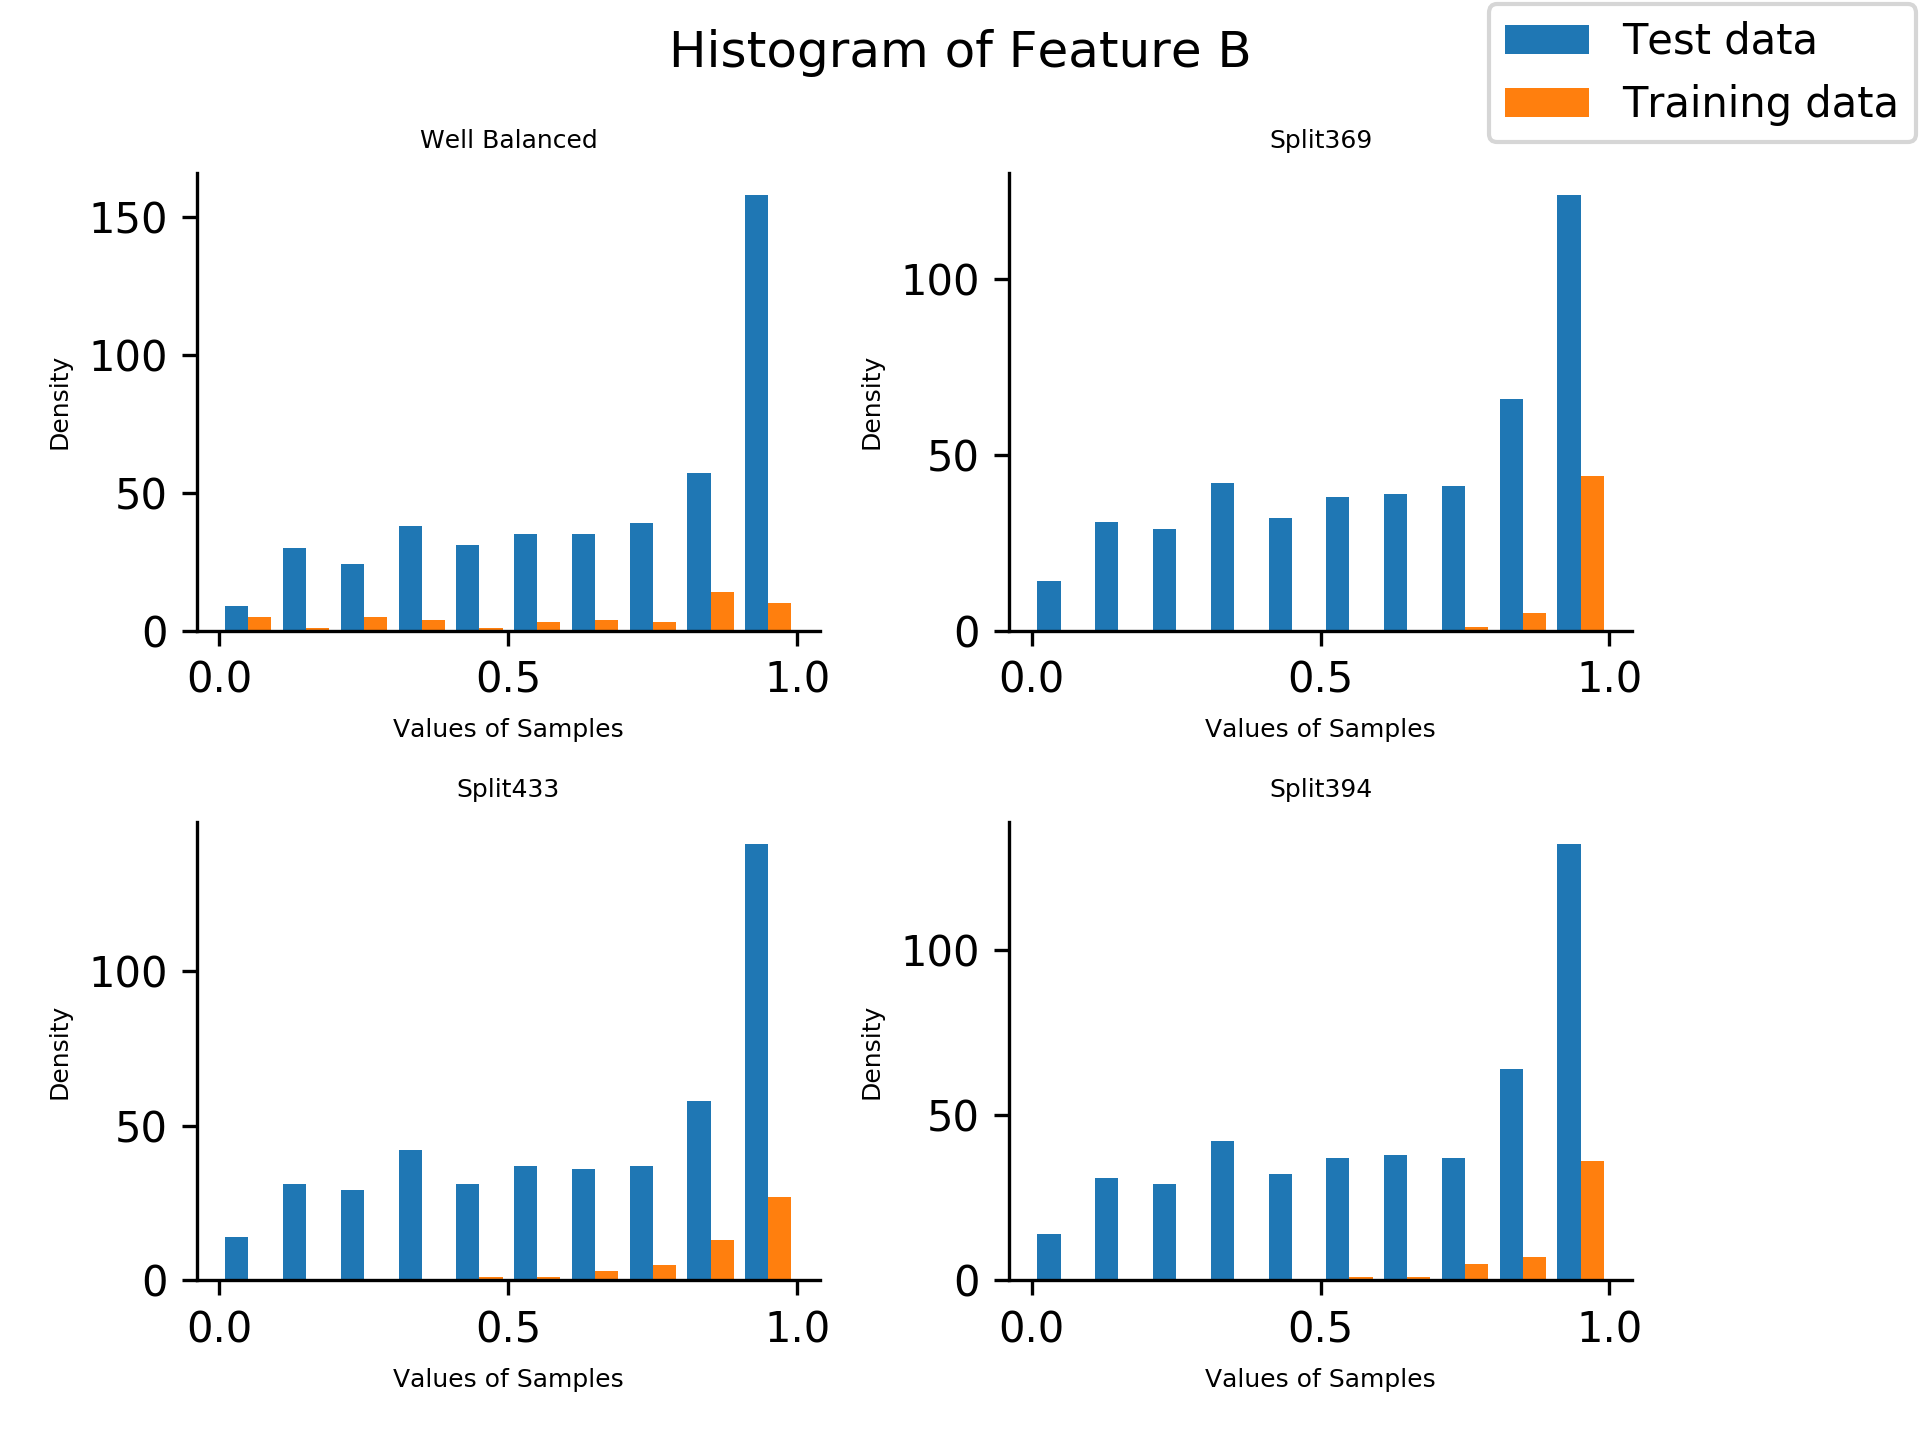 Histogram of Feature B
Test data
Training data
Well Balanced
150
100
50
0
Density
0.0 0.5 1.0
Values of Samples
Split369
100
50
0
Density
0.0 0.5 1.0
Values of Samples
Split433
100
50
0
Density
0.0 0.5 1.0
Values of Samples
Split394
100
50
0
Density
0.0 0.5 1.0
Values of Samples